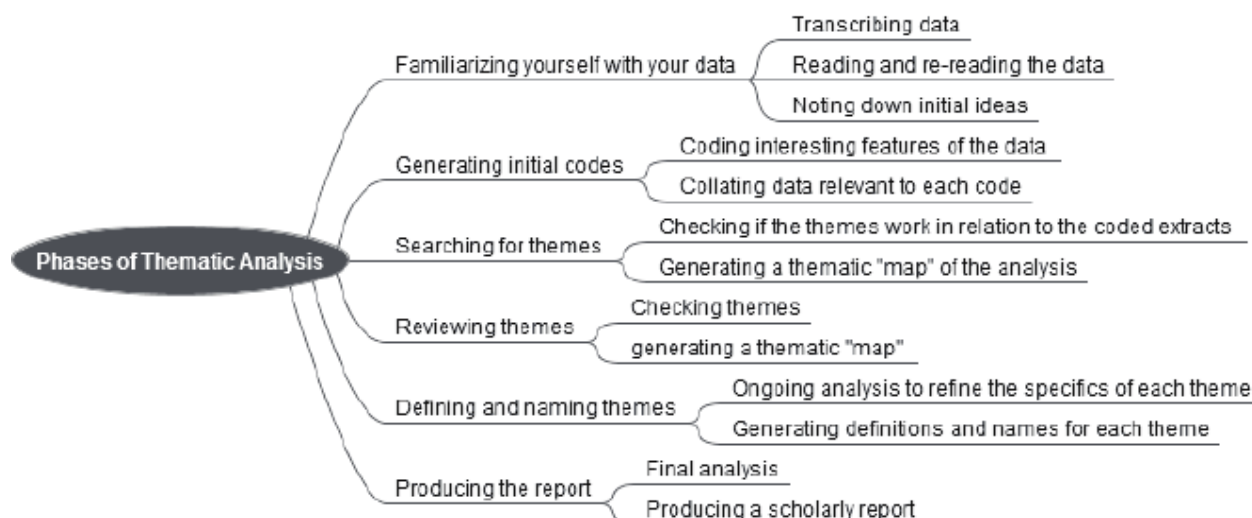 Phases of Thematic Analysis
Familiarizing yourself with your data
Transcribing data
Reading and re-reading the data
Noting down initial ideas
Generating initial codes
Coding interesting features of the data
Collating data relevant to each code
Searching for themes
Checking if the themes work in relation to the coded extracts
Generating a thematic "map" of the analysis
Reviewing themes
Checking themes
generating a thematic "map"
Defining and naming themes
Ongoing analysis to refine the specifics of each theme
Generating definitions and names for each theme
Producing the report
Final analysis
Producing a scholarly report